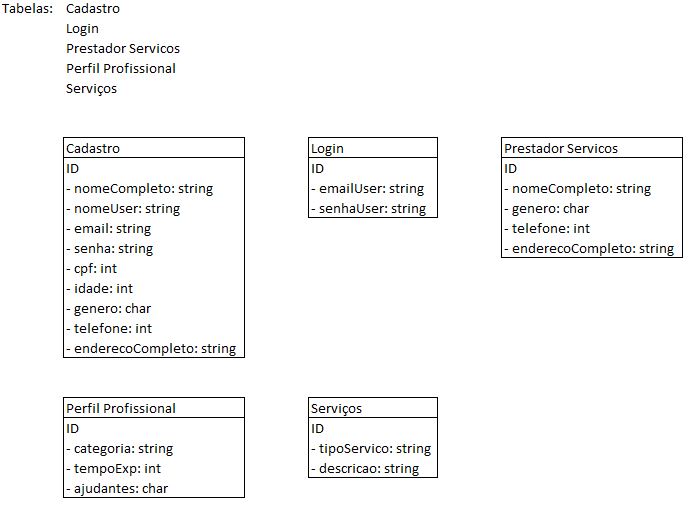 Tabelas: Cadastro
Login
Prestador Servicos
Perfil Profissional
Serviços
Cadastro
ID
- nomeCompleto: string
- nomeUser: string
- email: string
- senha: string
- cpf: int
- idade: int
- genero: char
- telefone: int
- enderecoCompleto: string
Login
ID
- emailUser: string
- senhaUser: string
Prestador Servicos
ID
- nomeCompleto: string
- genero: char
- telefone: int
- enderecoCompleto: string
Perfil Profissional
ID
- categoria: string
- tempoExp: int
- ajudantes: char
Serviços
ID
- tipoServico: string
- descricao: string